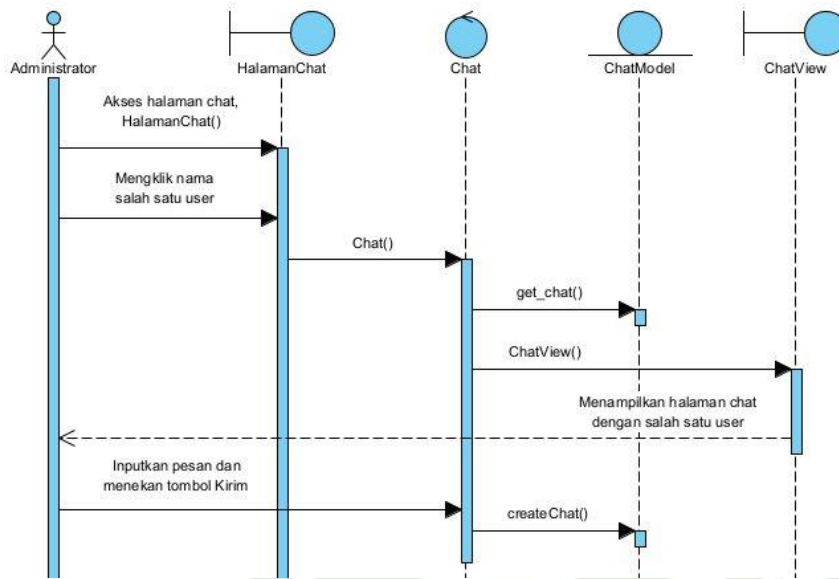 Administrator
HalamanChat
Chat
ChatModel
ChatView
Akses halaman chat,
HalamanChat()
Mengklik nama
salah satu user
Chat()
get_chat()
ChatView()
Menampilkan halaman chat
dengan salah satu user
Inputkan pesan dan
menekan tombol Kirim
createChat()